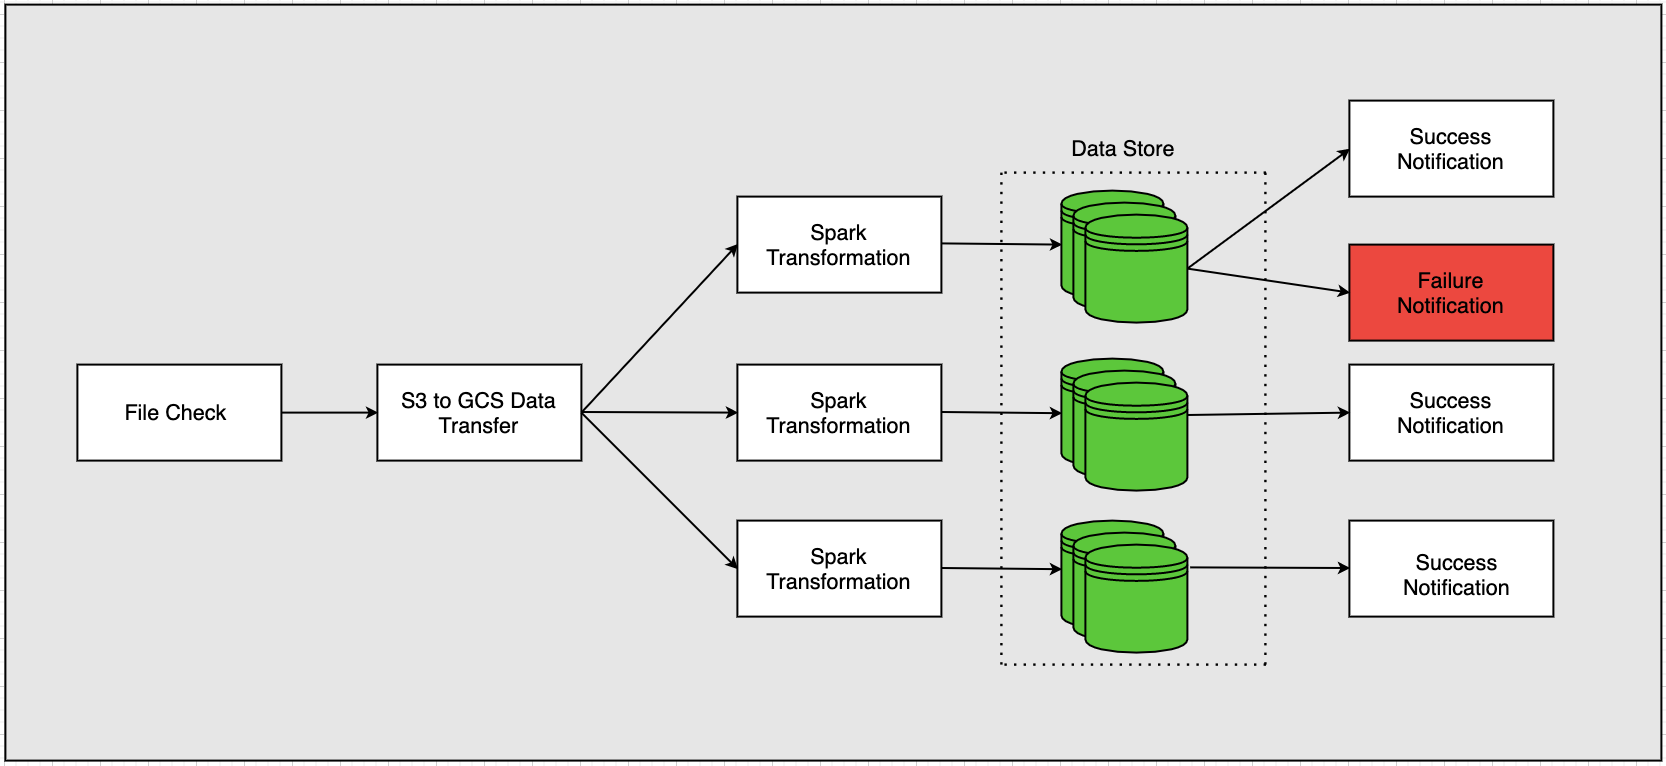 File Check
S3 to GCS Data
Transfer
Spark
Transformation
Spark
Transformation
Spark
Transformation
Data Store
Success
Notification
Failure
Notification
Success
Notification
Success
Notification